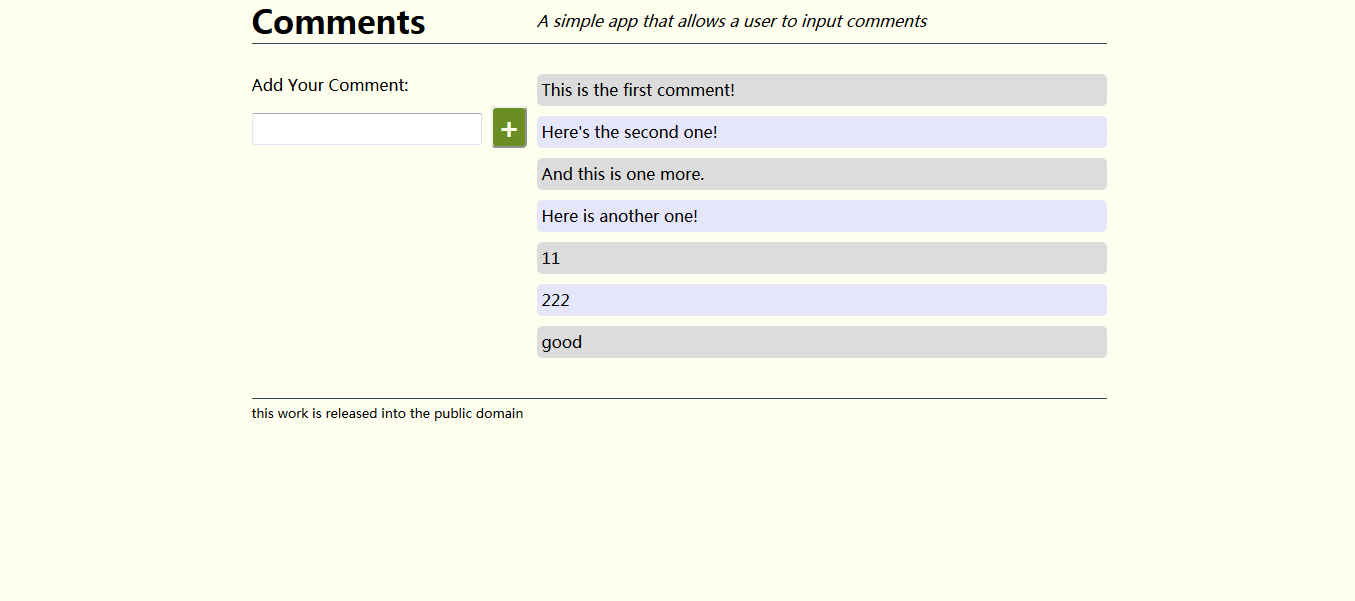 Comments
A simple app that allows a user to input comments
Add Your Comment:
+
This is the first comment!
Here's the second one!
And this is one more.
Here is another one!
11
222
good
this work is released into the public domain